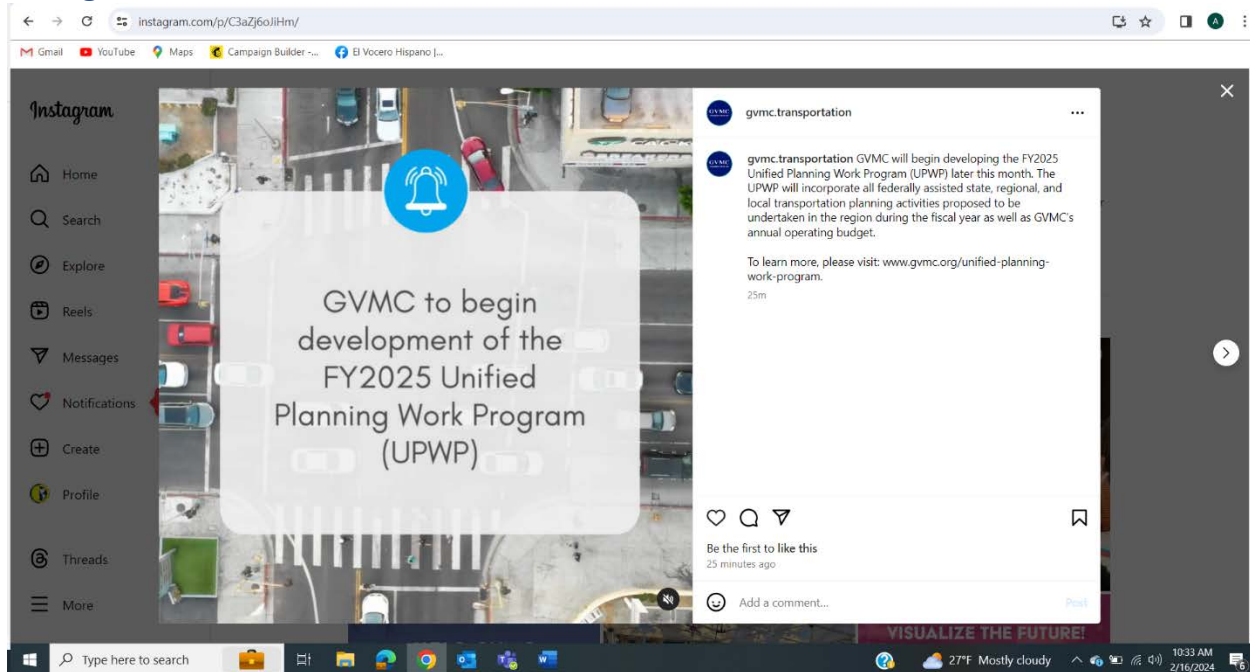 instagram.com/p/C3aZj6oJiHm/
A
Gmail YouTube Maps Campaign Builder -... El Vocero Hispano |...
Instagram
Home
Search
Explore
Reels
Messages
Notifications
Create
Profile
Threads
More
GVMC to begin
development of the
FY2025 Unified
Planning Work Program
(UPWP)
GVMC
gvmc.transportation
GVMC
gvmc.transportation GVMC will begin developing the FY2025
Unified Planning Work Program (UPWP) later this month. The
UPWP will incorporate all federally assisted state, regional, and
local transportation planning activities proposed to be
undertaken in the region during the fiscal year as well as GVMC's
annual operating budget.
To learn more, please visit: www.gvmc.org/unified-planning-
work-program.
25m
Be the first to like this
25 minutes ago
Add a comment...
Post
VISUALIZE THE FUTURE!
Type here to search
27°F Mostly cloudy
10:33 AM
2/16/2024